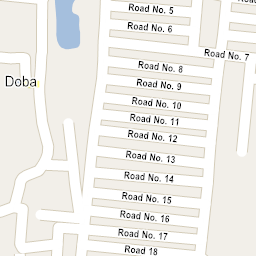 Road No. 5
Road No. 6
Road No. 7
Road No. 8
Doba
Road No. 9
Road No. 10
Road No. 11
Road No. 12
Road No. 13
Road No. 14
Road No. 15
Road No. 16
Road No. 17
Road 18